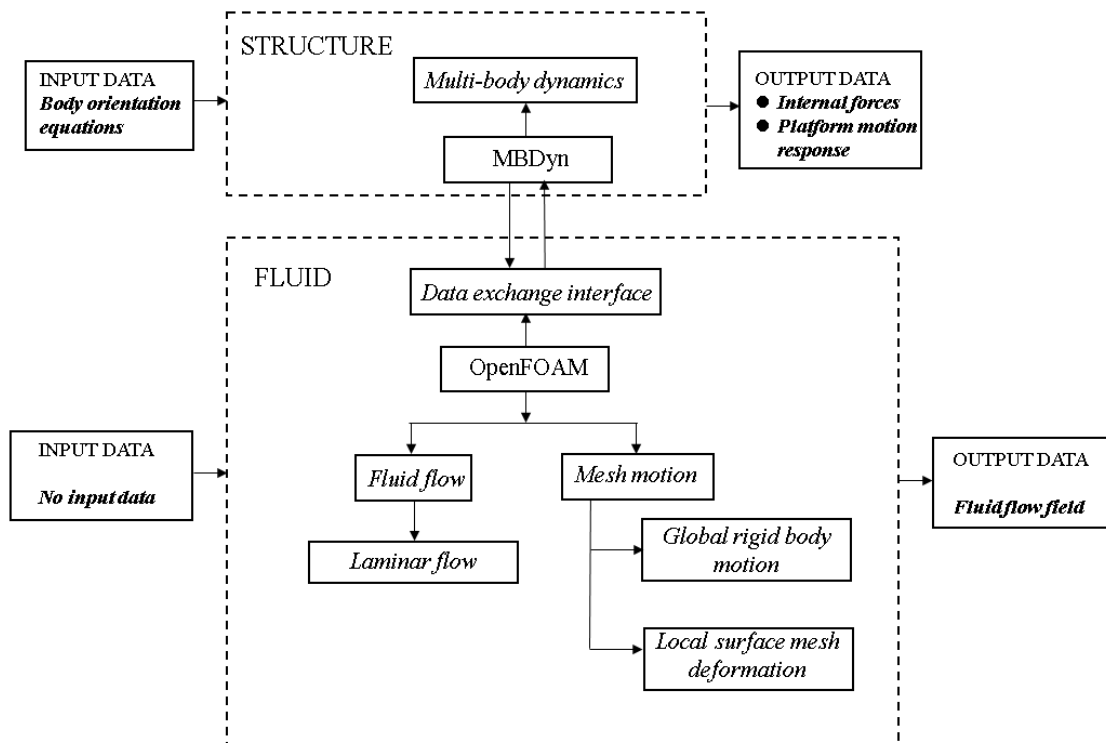 STRUCTURE
INPUT DATA
Body orientation
equations
Multi-body dynamics
MBDyn
OUTPUT DATA
● Internal forces
● Platform motion
response
FLUID
Data exchange interface
OpenFOAM
INPUT DATA
No input data
Fluid flow
Mesh motion
Laminar flow
Global rigid body
motion
Local surface mesh
deformation
OUTPUT DATA
Fluid flow field